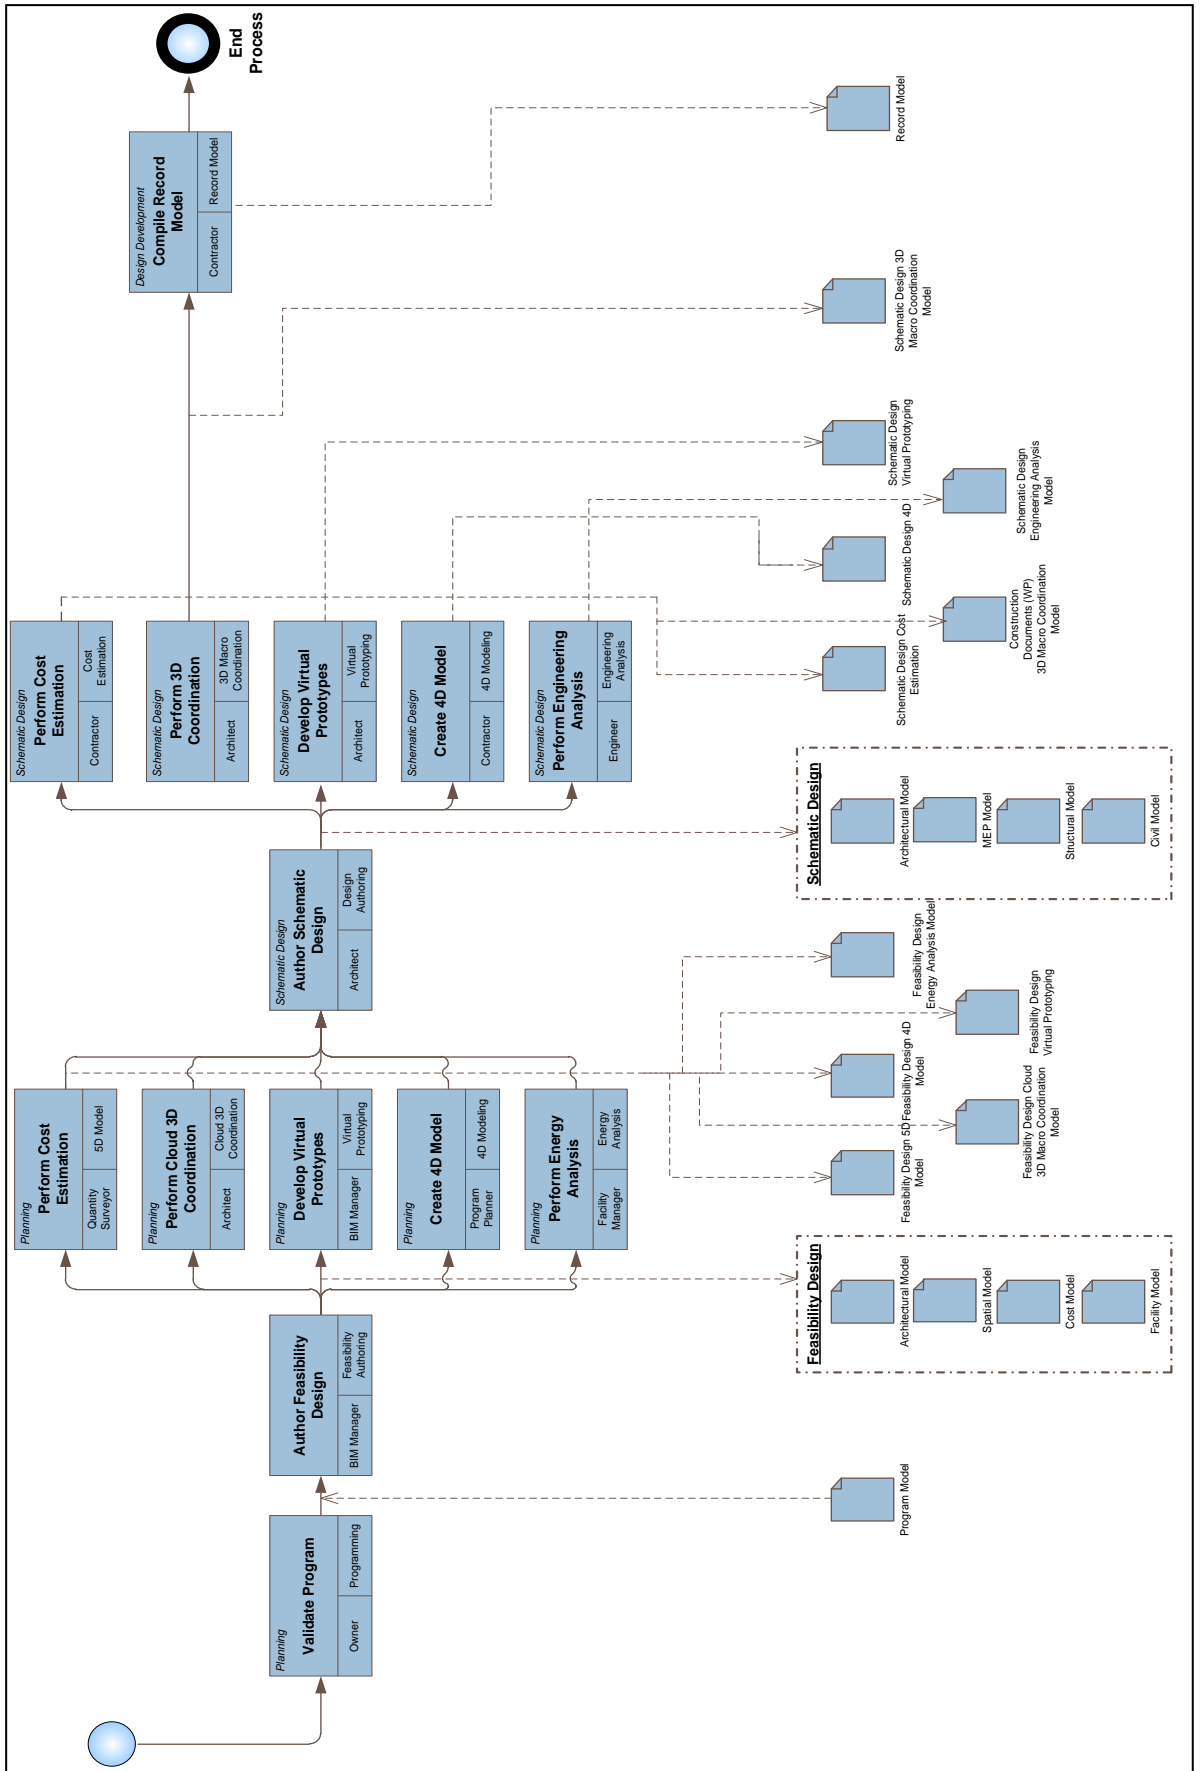 Planning
Validate Program
Owner
Programming
Author Feasibility
Design
BIM Manager
Feasibility
Authoring
Planning
Perform Cost
Estimation
Quantity
Surveyor
5D Model
Planning
Perform Cloud 3D
Coordination
Architect
Cloud 3D
Coordination
Planning
Develop Virtual
Prototypes
BIM Manager
Virtual
Prototyping
Planning
Create 4D Model
Program
Planner
4D Modeling
Planning
Perform Energy
Analysis
Facility
Manager
Energy
Analysis
Schematic Design
Author Schematic
Design
Architect
Design
Authoring
Schematic Design
Perform Cost
Estimation
Contractor
Cost
Estimation
Schematic Design
Perform 3D
Coordination
Architect
3D Macro
Coordination
Schematic Design
Develop Virtual
Prototypes
Architect
Virtual
Prototyping
Schematic Design
Create 4D Model
Contractor
4D Modeling
Schematic Design
Perform Engineering
Analysis
Engineer
Engineering
Analysis
Design Development
Compile Record
Model
Contractor
Record Model
End
Process
Program Model
Feasibility Design
Architectural Model
Spatial Model
Cost Model
Facility Model
Feasibility Design 5D
Model
Feasibility Design Cloud
3D Macro Coordination
Model
Feasibility Design 4D
Model
Feasibility Design
Virtual Prototyping
Feasibility Design
Energy Analysis Model
Schematic Design
Architectural Model
MEP Model
Structural Model
Civil Model
Schematic Design Cost
Estimation
Construction
Documents (WP)
3D Macro Coordination
Model
Schematic Design 4D
Schematic Design
Engineering Analysis
Model
Schematic Design
Virtual Prototyping
Schematic Design 3D
Macro Coordination
Model
Record Model